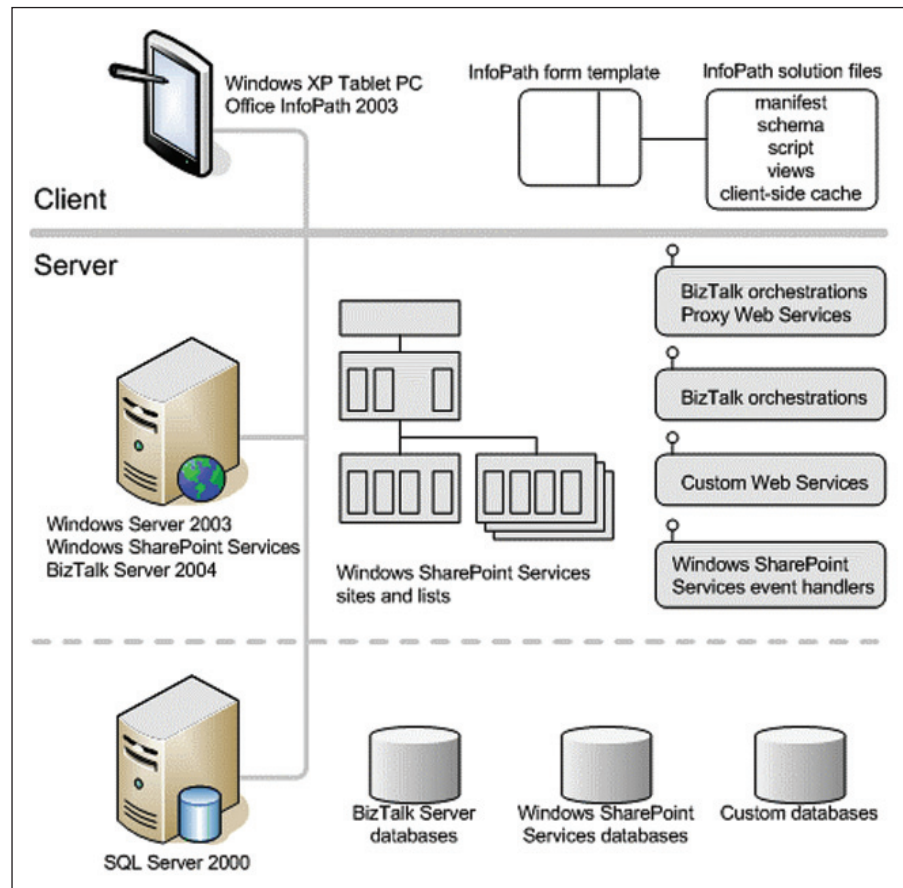 Windows XP Tablet PC
Office InfoPath 2003
InfoPath form template
InfoPath solution files
manifest
schema
script
views
client-side cache
Client
Server
Windows Server 2003
Windows SharePoint Services
BizTalk Server 2004
Windows SharePoint Services
sites and lists
BizTalk orchestrations
Proxy Web Services
BizTalk orchestrations
Custom Web Services
Windows SharePoint
Services event handlers
SQL Server 2000
BizTalk Server
databases
Windows SharePoint
Services databases
Custom databases